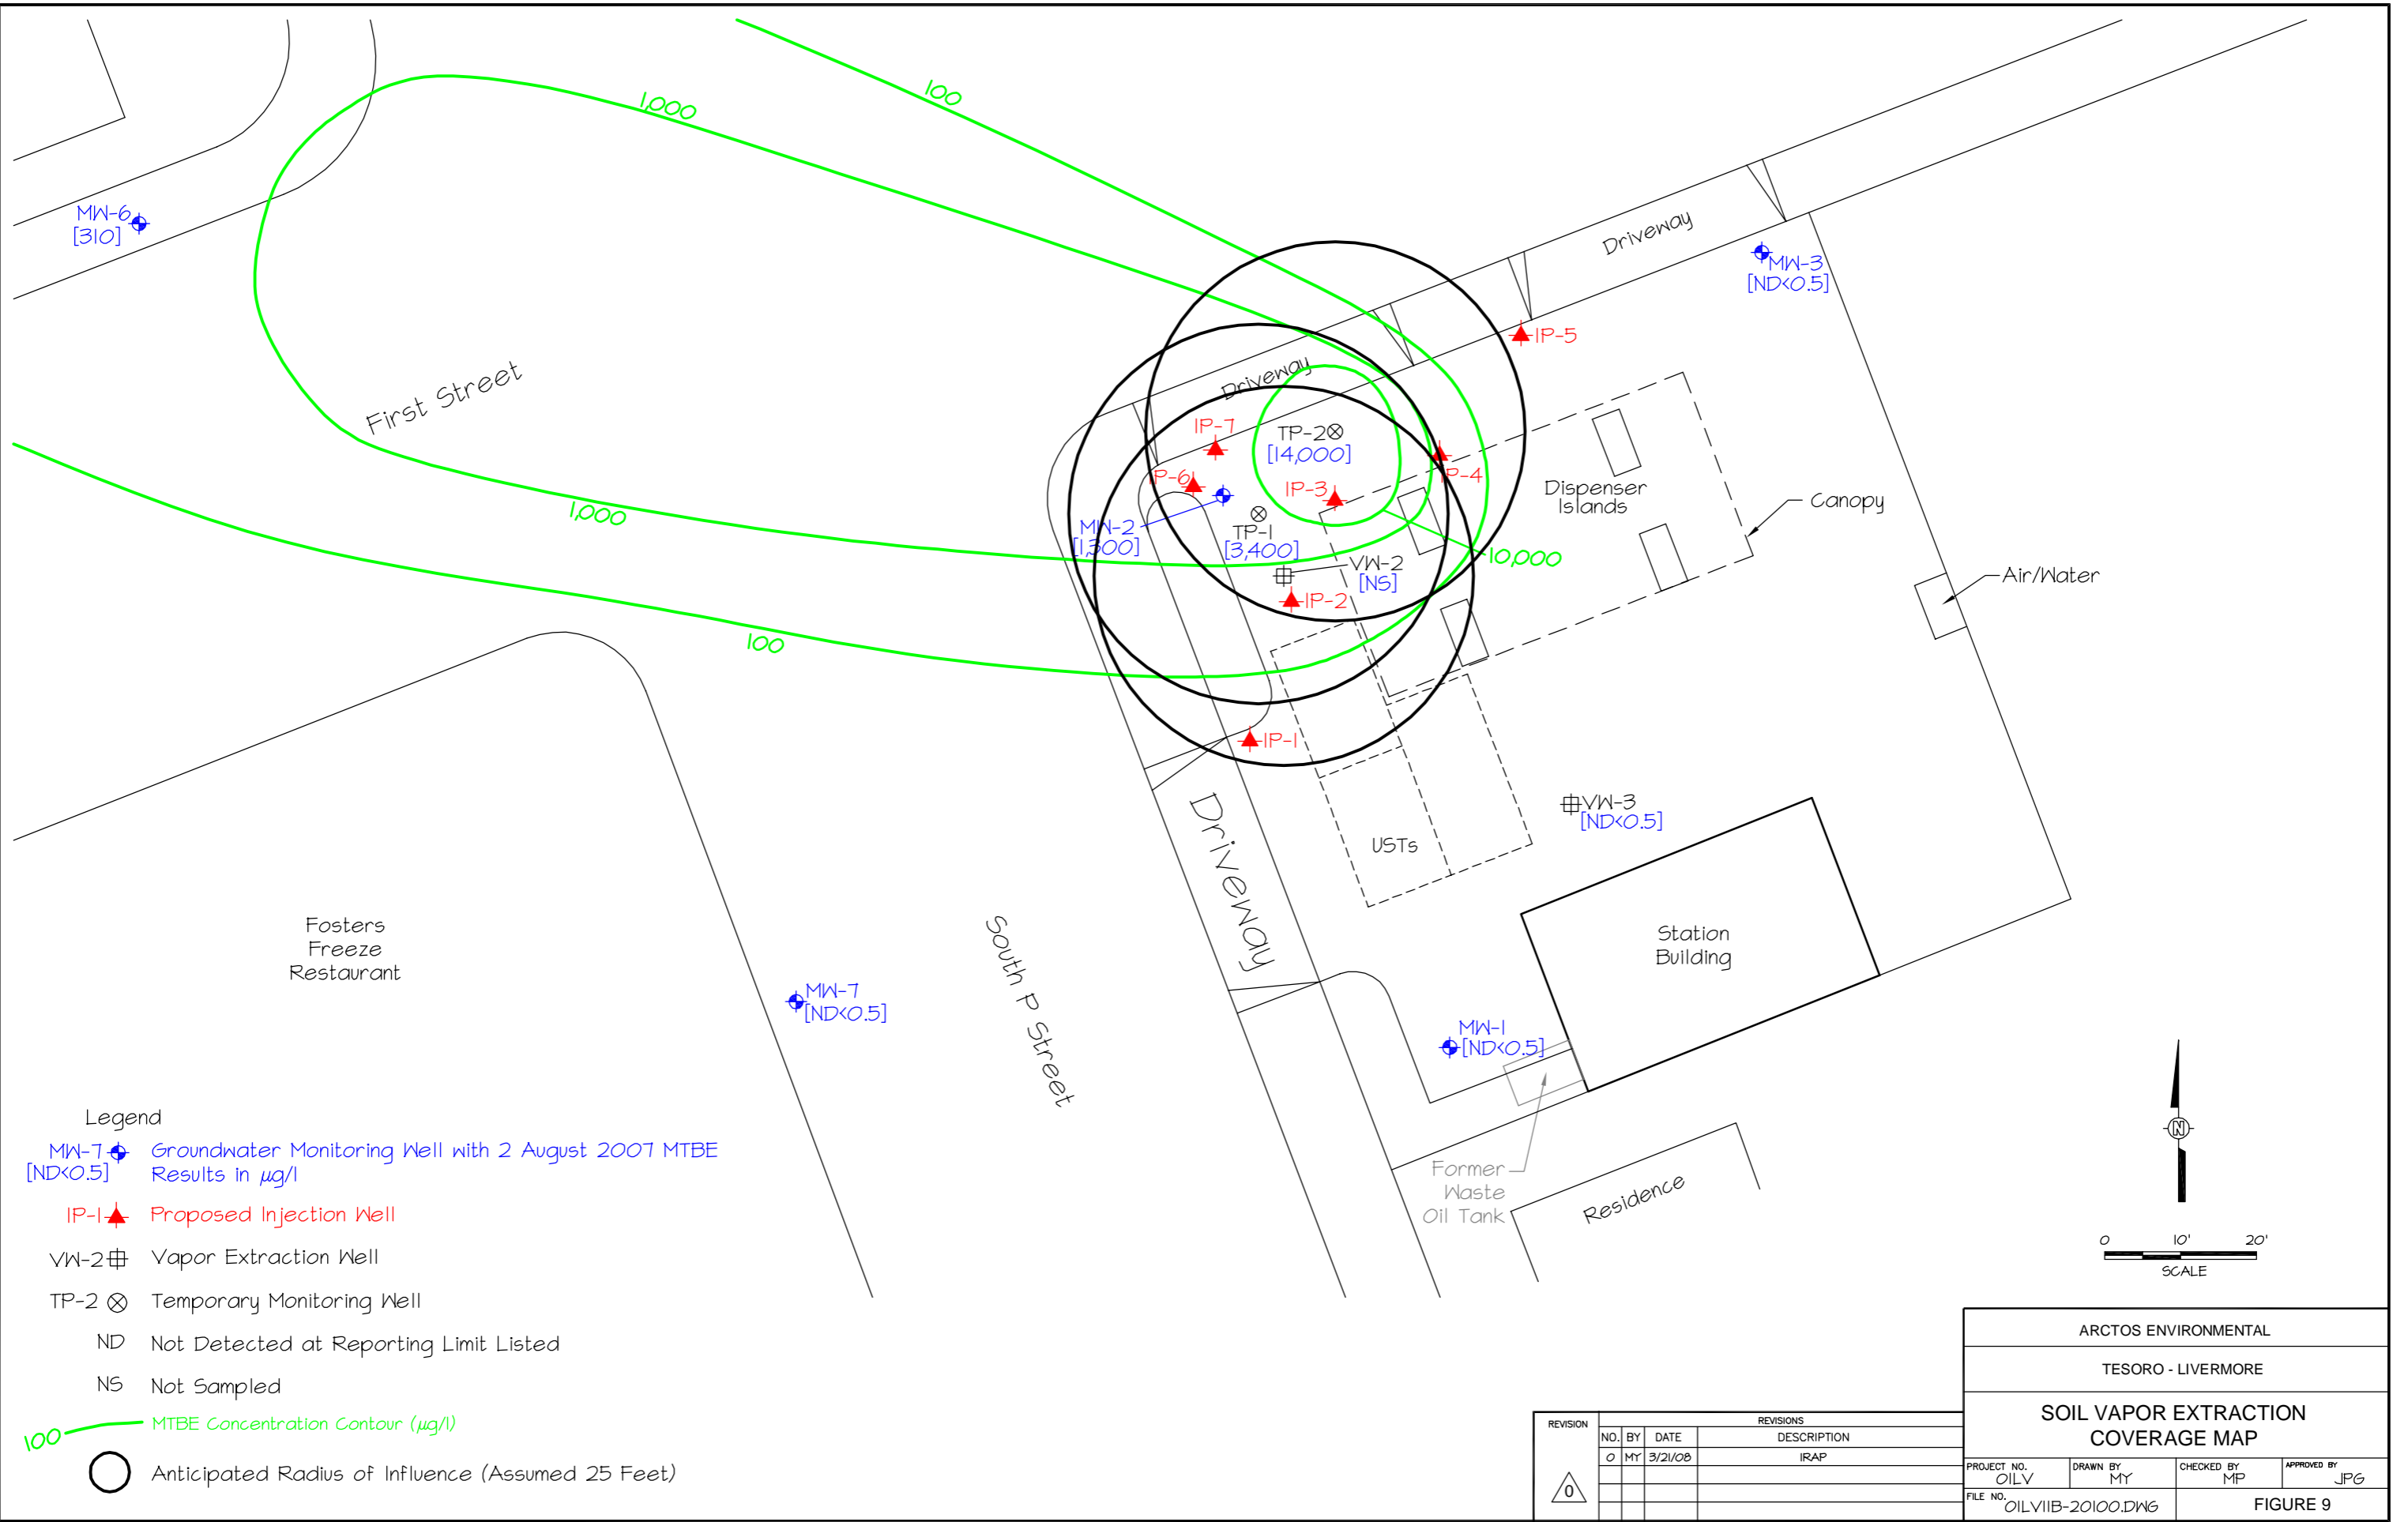 100
1,000
MW-6
[310]
Driveway
MW-3
[ND<0.5]
IP-5
Driveway
First Street
IP-7
TP-2
[14,000]
IP-6
IP-4
IP-3
Dispenser
Islands
Canopy
1,000
MW-2
[1,300]
TP-1
[3,400]
10,000
VW-2
[NS]
Air/Water
IP-2
100
IP-1
VW-3
[ND<0.5]
USTs
Driveway
Fosters
Freeze
Restaurant
South P Street
Station
Building
MW-7
[ND<0.5]
MW-1
[ND<0.5]
Former
Waste
Oil Tank
Residence
N
0 10' 20'
SCALE
Legend
MW-7
[ND<0.5]
Groundwater Monitoring Well with 2 August 2007 MTBE
Results in µg/l
IP-1 Proposed Injection Well
VW-2 Vapor Extraction Well
TP-2 Temporary Monitoring Well
ND Not Detected at Reporting Limit Listed
NS Not Sampled
100 MTBE Concentration Contour (µg/l)
Anticipated Radius of Influence (Assumed 25 Feet)
REVISION
0
REVISIONS
NO. BY DATE DESCRIPTION
0 MY 3/21/08 IRAP
ARCTOS ENVIRONMENTAL
TESORO - LIVERMORE
SOIL VAPOR EXTRACTION
COVERAGE MAP
PROJECT NO. DRAWN BY CHECKED BY APPROVED BY
01LV MY MP JPG
FILE NO. 01LV11B-20100.DWG
FIGURE 9